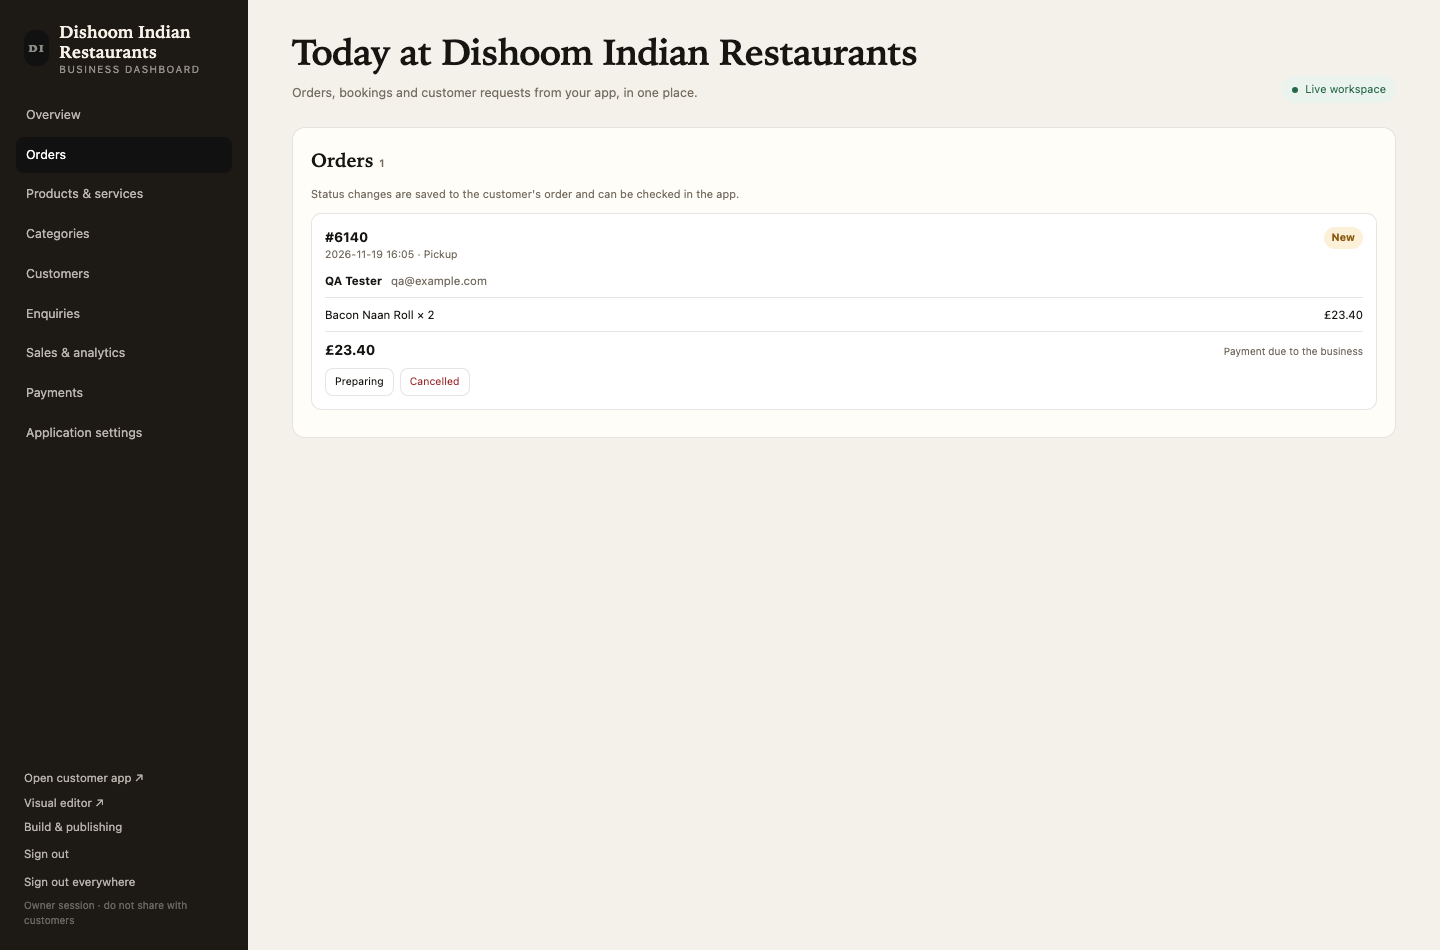 DI
Dishoom Indian
Restaurants
BUSINESS DASHBOARD
Overview
Orders
Products & services
Categories
Customers
Enquiries
Sales & analytics
Payments
Application settings
Open customer app ↗
Visual editor ↗
Build & publishing
Sign out
Sign out everywhere
Owner session · do not share with
customers
Today at Dishoom Indian Restaurants
Orders, bookings and customer requests from your app, in one place.
Live workspace
Orders 1
Status changes are saved to the customer's order and can be checked in the app.
#6140
New
2026-11-19 16:05 · Pickup
QA Tester qa@example.com
Bacon Naan Roll × 2 £23.40
£23.40 Payment due to the business
Preparing Cancelled